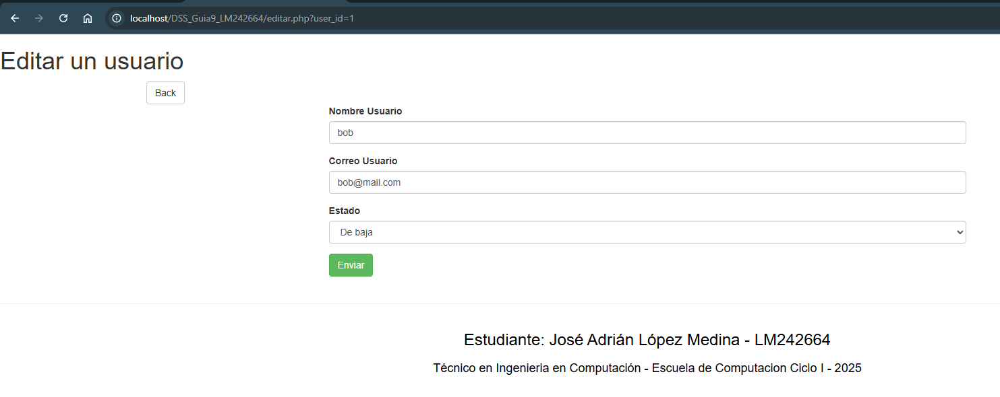 localhost/DSS_Guia9_LM242664/editar.php?user_id=1
Editar un usuario
Back
Nombre Usuario
bob
Correo Usuario
bob@mail.com
Estado
De baja
Enviar
Estudiante: José Adrián López Medina - LM242664
Técnico en Ingenieria en Computación - Escuela de Computacion Ciclo I - 2025